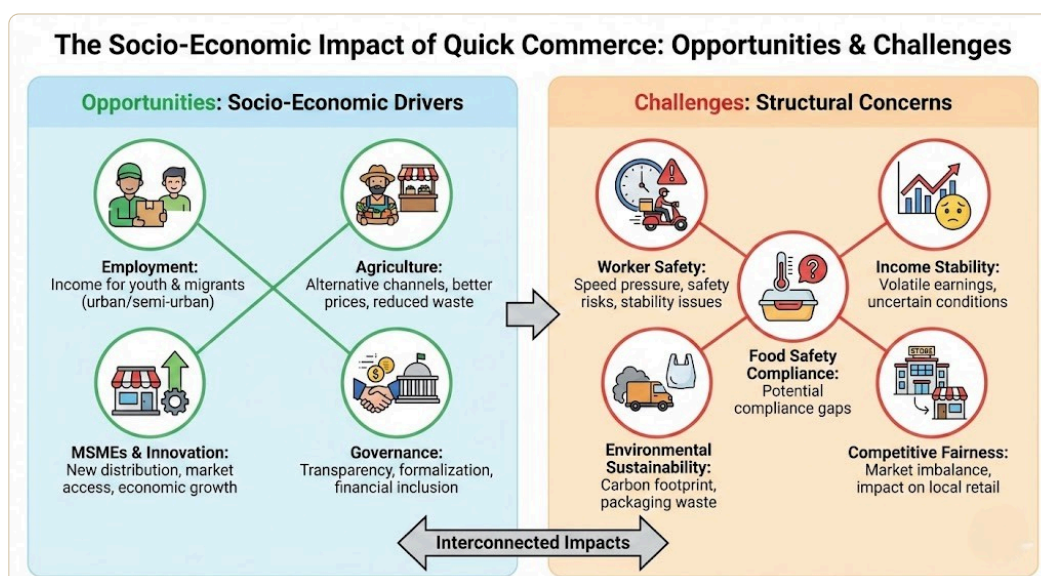 The Socio-Economic Impact of Quick Commerce: Opportunities & Challenges
Opportunities: Socio-Economic Drivers
Employment:
Income for youth & migrants
(urban/semi-urban)
Agriculture:
Alternative channels, better
prices, reduced waste
MSMEs & Innovation:
New distribution, market
access, economic growth
Governance:
Transparency, formalization,
financial inclusion
Challenges: Structural Concerns
Worker Safety:
Speed pressure, safety
risks, stability issues
Income Stability:
Volatile earnings,
uncertain conditions
?
Food Safety
Compliance:
Potential
compliance gaps
Environmental
Sustainability:
Carbon footprint,
packaging waste
STORE
Competitive Fairness:
Market imbalance,
impact on local retail
Interconnected Impacts